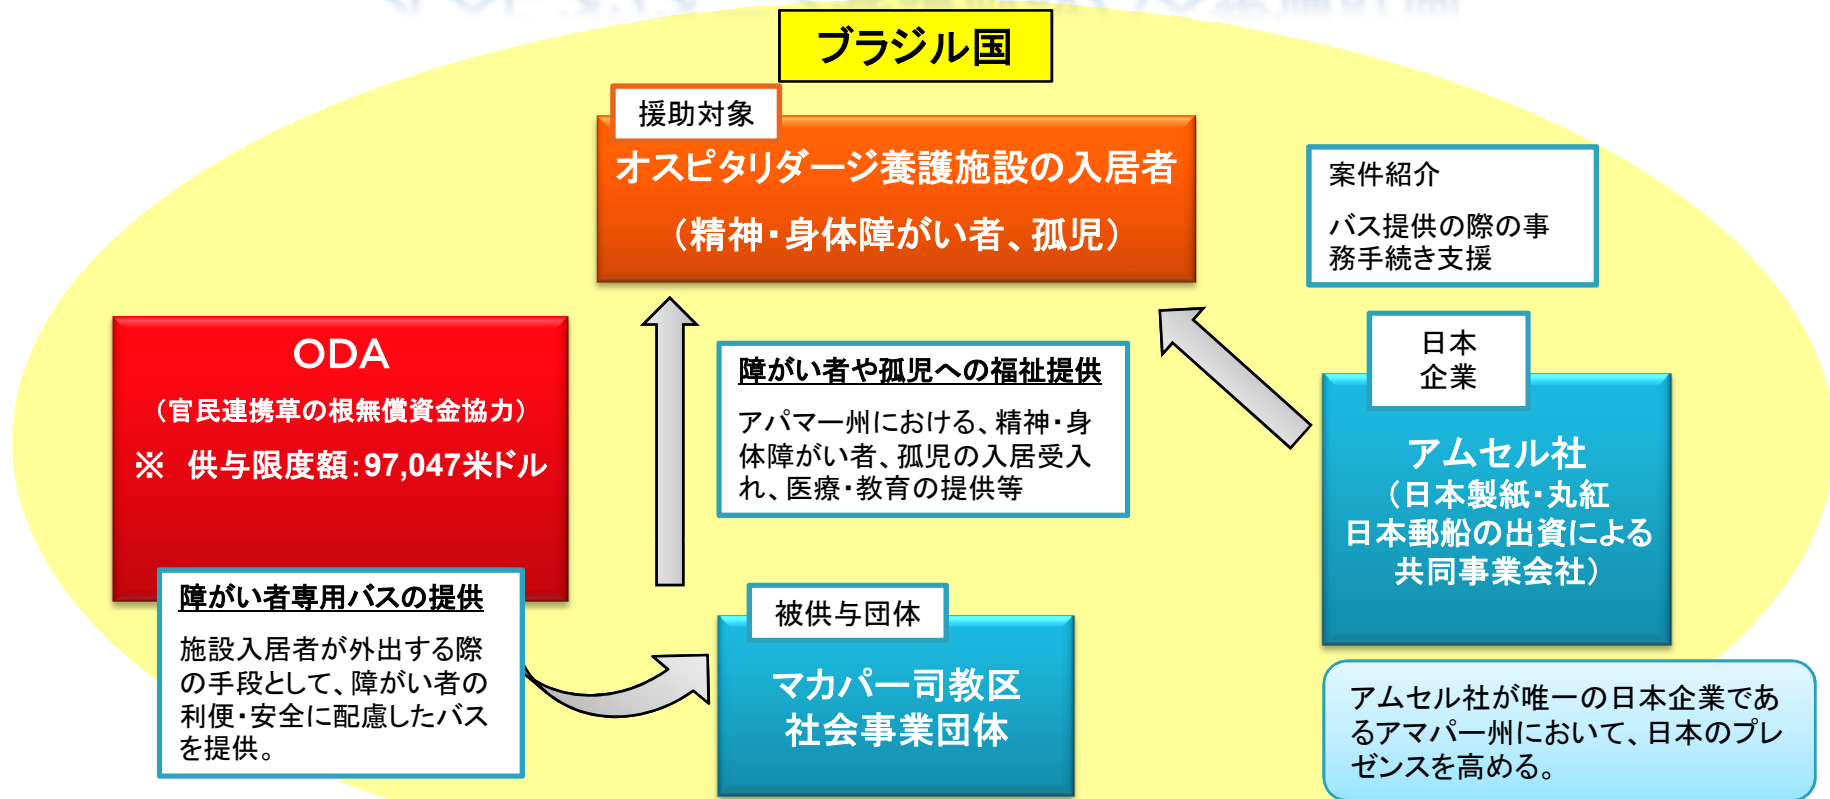 ブラジル国
援助対象
オスピタリダージ養護施設の入居者
（精神・身体障がい者、孤児）
案件紹介
バス提供の際の事
務手続き支援
ODA
（官民連携草の根無償資金協力）
※　供与限度額：97,047米ドル
障がい者や孤児への福祉提供
アパマー州における、精神・身
体障がい者、孤児の入居受入
れ、医療・教育の提供等
日本
企業
アムセル社
（日本製紙・丸紅
日本郵船の出資による
共同事業会社）
障がい者専用バスの提供
施設入居者が外出する際
の手段として、障がい者の
利便・安全に配慮したバス
を提供。
被供与団体
マカパー司教区
社会事業団体
アムセル社が唯一の日本企業であ
るアマパー州において、日本のプレ
ゼンスを高める。